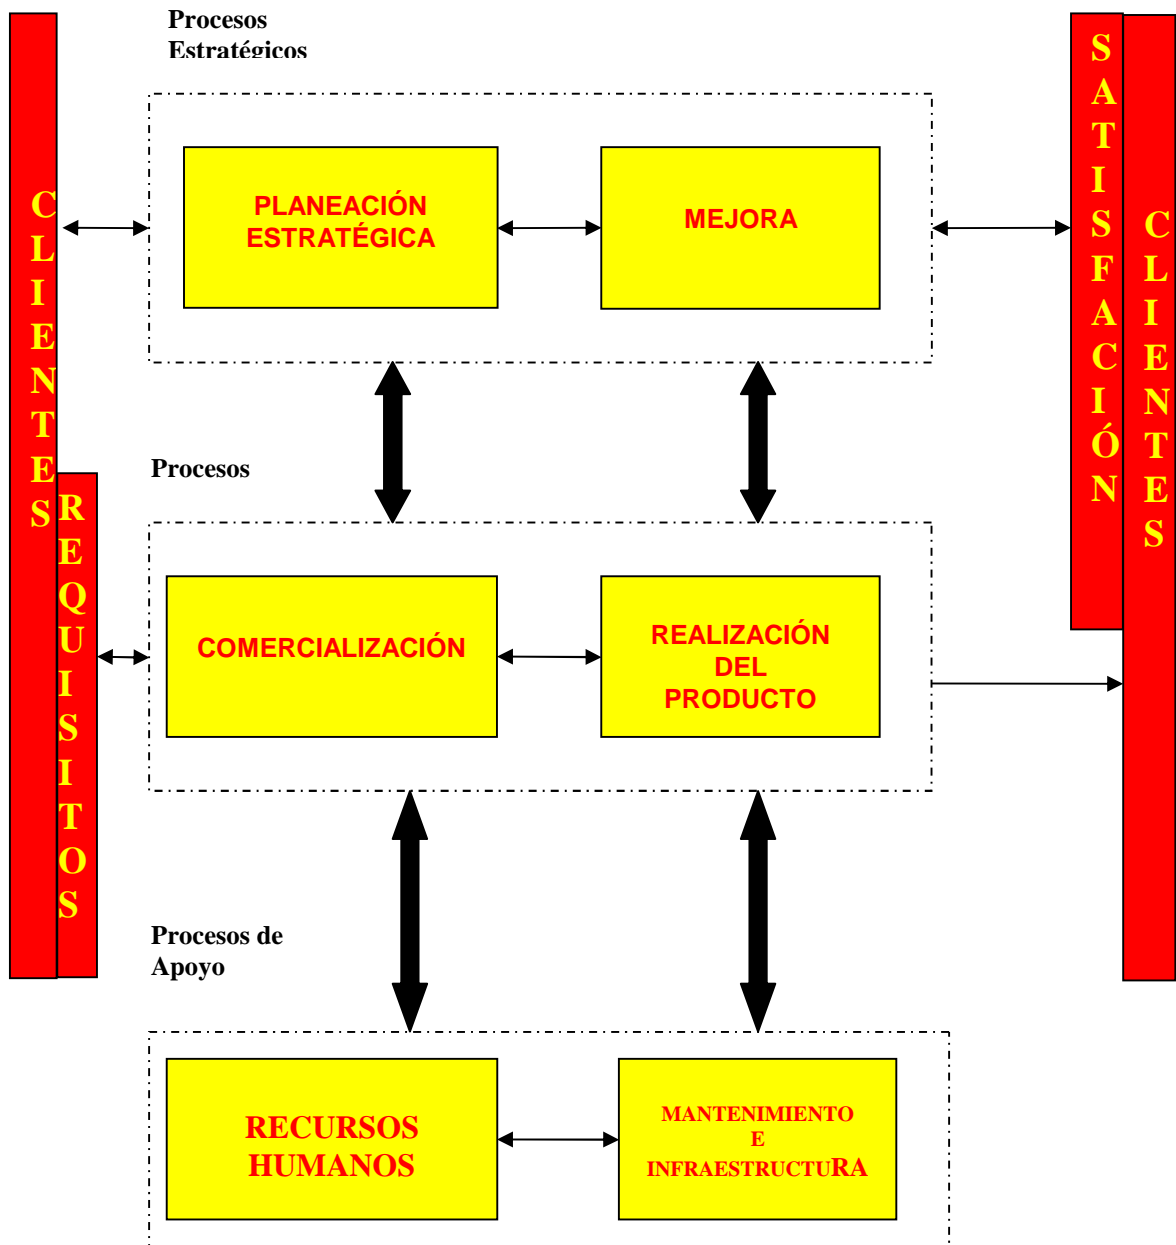 Procesos
Estratégicos
CLIENTES
REQUISITOS
SATISFACIÓN
CLIENTES
PLANEACIÓN
ESTRATÉGICA
MEJORA
Procesos
COMERCIALIZACIÓN
REALIZACIÓN
DEL
PRODUCTO
Procesos de
Apoyo
RECURSOS
HUMANOS
MANTENIMIENTO
E
INFRAESTRUCTURA